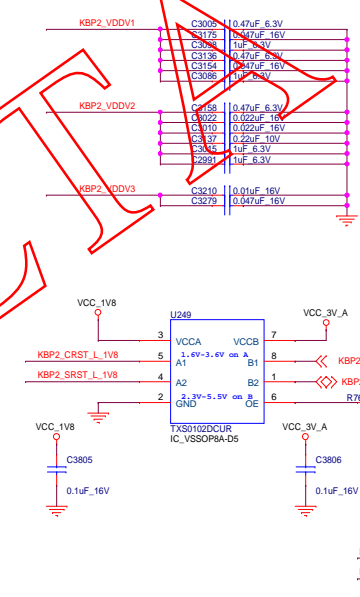 KBP2_VDDV1
C3005 0.47uF_6.3V
C3175 0.047uF_16V
C3098 1uF_6.3V
C3136 0.47uF_6.3V
C3154 0.047uF_16V
C3086 1uF_6.3V
KBP2_VDDV2
C3158 0.47uF_6.3V
C3022 0.022uF_16V
C3010 0.022uF_16V
C3137 0.22uF_10V
C3015 1uF_6.3V
C2991 1uF_6.3V
KBP2_VDDV3
C3210 0.01uF_16V
C3279 0.047uF_16V
VCC_1V8
U249
VCC_3V_A
3 VCCA VCCB 7
1.6V~3.6V on A
KBP2_CRST_L_1V8 5 A1 B1 8 KBP2
KBP2_SRST_L_1V8 4 A2 B2 1 KBP2
2.3V-5.5V on B
2 GND OE 6 R76
TXS0102DCUR
IC_VSSOP8A-D5
VCC_1V8
VCC_3V_A
C3805
C3806
0.1uF_16V
0.1uF_16V